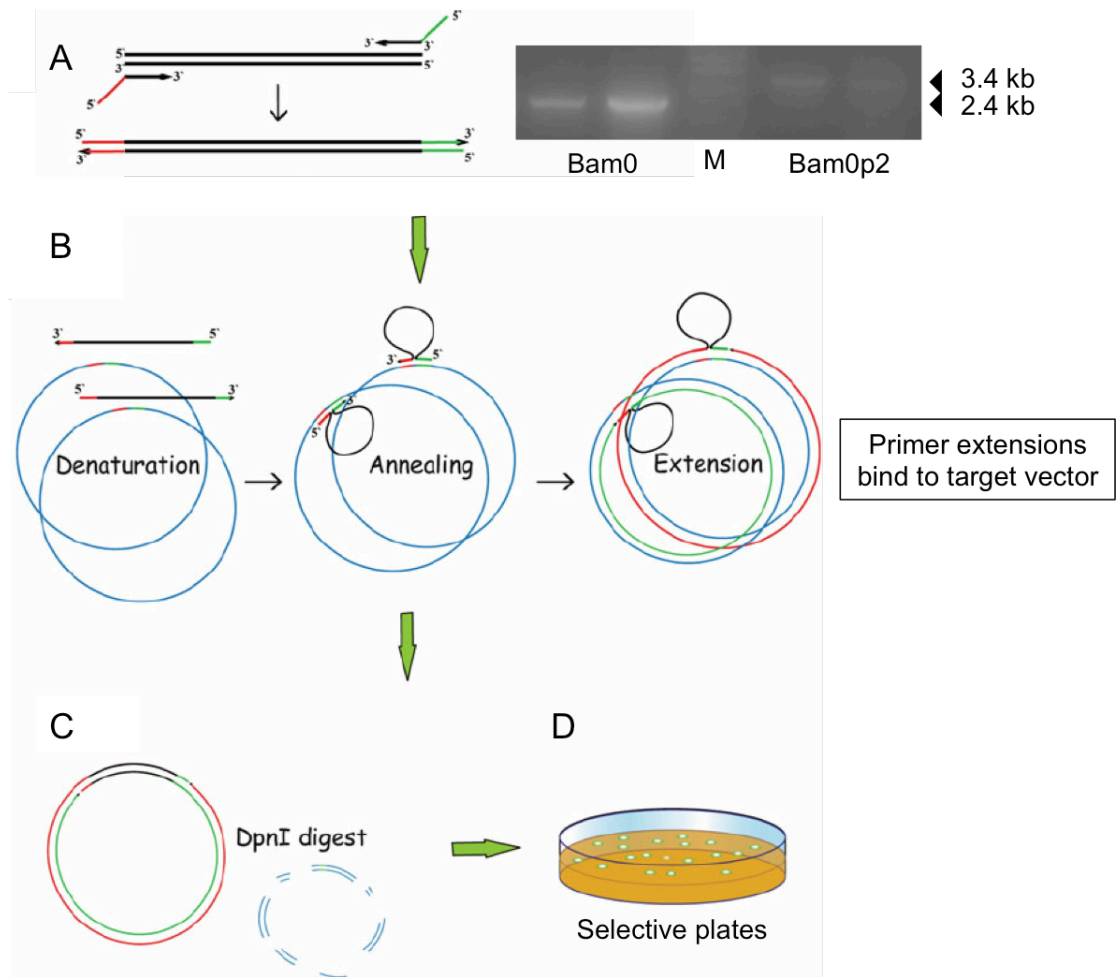 A
5`
3`
5`
3`
5`
3`
3`
5`
5`
3`
3`
5`
3.4 kb
2.4 kb
Bam0
M
Bam0p2
B
3`
5`
5`
3`
Denaturation
3`
5`
3`
5`
Annealing
Extension
Primer extensions
bind to target vector
C
D
DpnI digest
Selective plates